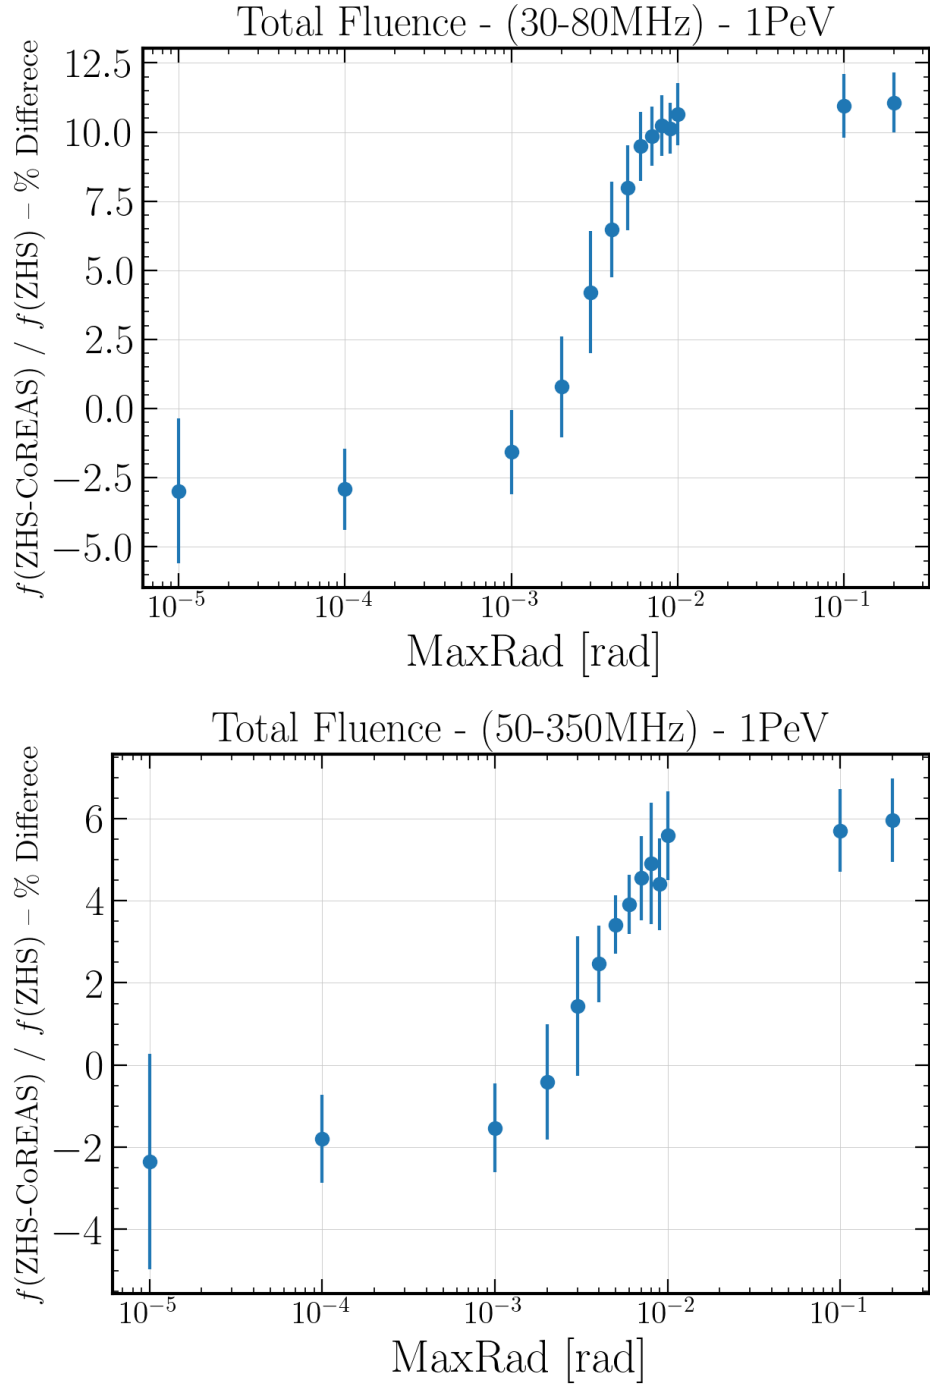 Total Fluence - (30-80MHz) - 1PeV
f(ZHS-CoREAS) / f(ZHS) – % Differece
12.5
10.0
7.5
5.0
2.5
0.0
−2.5
−5.0
10⁻⁵ 10⁻⁴ 10⁻³ 10⁻² 10⁻¹
MaxRad [rad]
Total Fluence - (50-350MHz) - 1PeV
f(ZHS-CoREAS) / f(ZHS) – % Differece
6
4
2
0
−2
−4
10⁻⁵ 10⁻⁴ 10⁻³ 10⁻² 10⁻¹
MaxRad [rad]